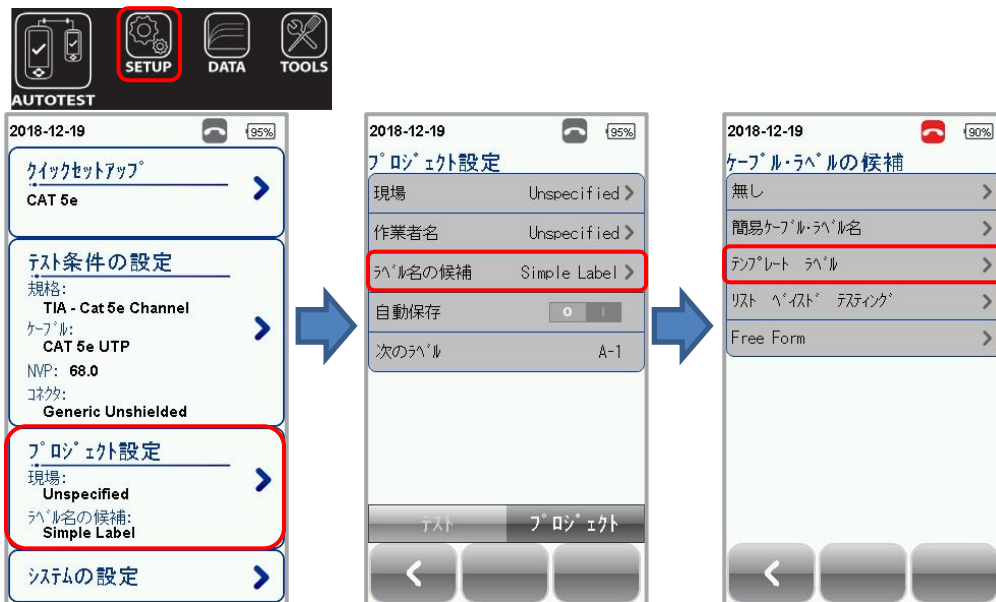 AUTOTEST
SETUP
DATA
TOOLS
2018-12-19
95%
ｸｲｯｸｾｯﾄｱｯﾌﾟ
CAT 5e
ﾃｽﾄ条件の設定
規格:
TIA - Cat 5e Channel
ｹｰﾌﾞﾙ:
CAT 5e UTP
NVP: 68.0
ｺﾈｸﾀ:
Generic Unshielded
ﾌﾟﾛｼﾞｪｸﾄ設定
現場:
Unspecified
ﾗﾍﾞﾙ名の候補:
Simple Label
ｼｽﾃﾑの設定
2018-12-19
95%
ﾌﾟﾛｼﾞｪｸﾄ設定
現場 Unspecified
作業者名 Unspecified
ﾗﾍﾞﾙ名の候補 Simple Label
自動保存 O I
次のﾗﾍﾞﾙ A-1
ﾃｽﾄ ﾌﾟﾛｼﾞｪｸﾄ
2018-12-19
90%
ｹｰﾌﾞﾙ･ﾗﾍﾞﾙの候補
無し
簡易ｹｰﾌﾞﾙ･ﾗﾍﾞﾙ名
ﾃﾝﾌﾟﾚｰﾄ ﾗﾍﾞﾙ
ﾘｽﾄ ﾍﾞｲｽﾄﾞ ﾃｽﾃｨﾝｸﾞ
Free Form